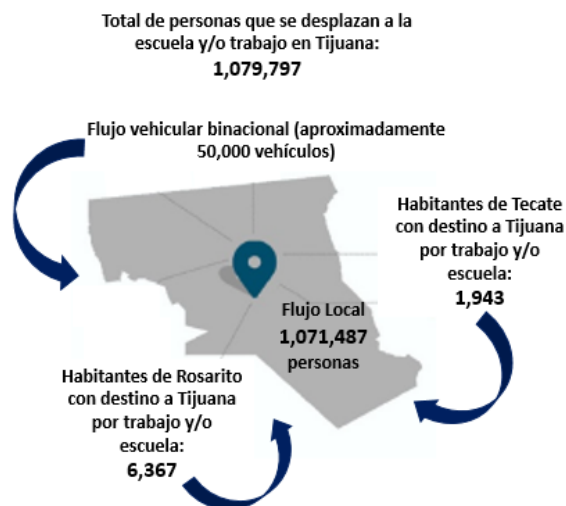 Total de personas que se desplazan a la
escuela y/o trabajo en Tijuana:
1,079,797
Flujo vehicular binacional (aproximadamente
50,000 vehículos)
Habitantes de Tecate
con destino a Tijuana
por trabajo y/o
escuela:
1,943
Flujo Local
1,071,487
personas
Habitantes de Rosarito
con destino a Tijuana
por trabajo y/o
escuela:
6,367